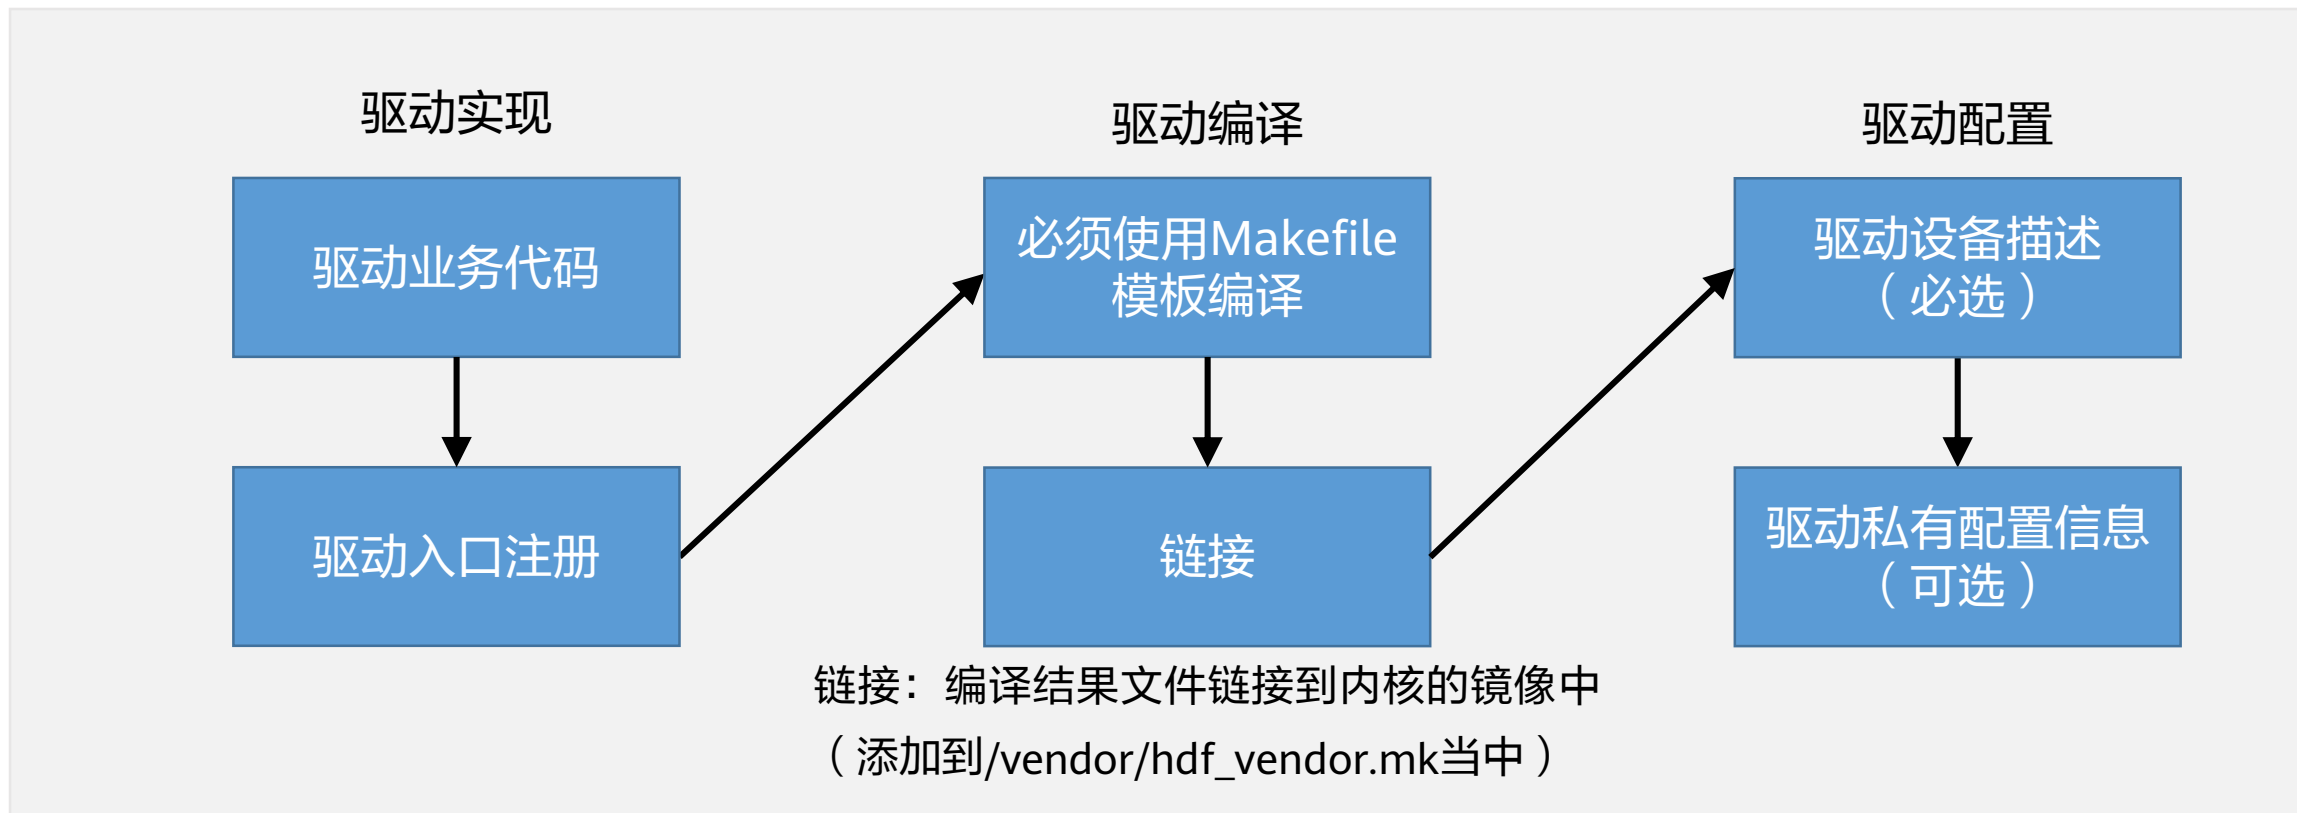 驱动实现
驱动业务代码
驱动入口注册
驱动编译
必须使用Makefile
模板编译
链接
链接：编译结果文件链接到内核的镜像中
（添加到/vendor/hdf_vendor.mk当中）
驱动配置
驱动设备描述
（必选）
驱动私有配置信息
（可选）